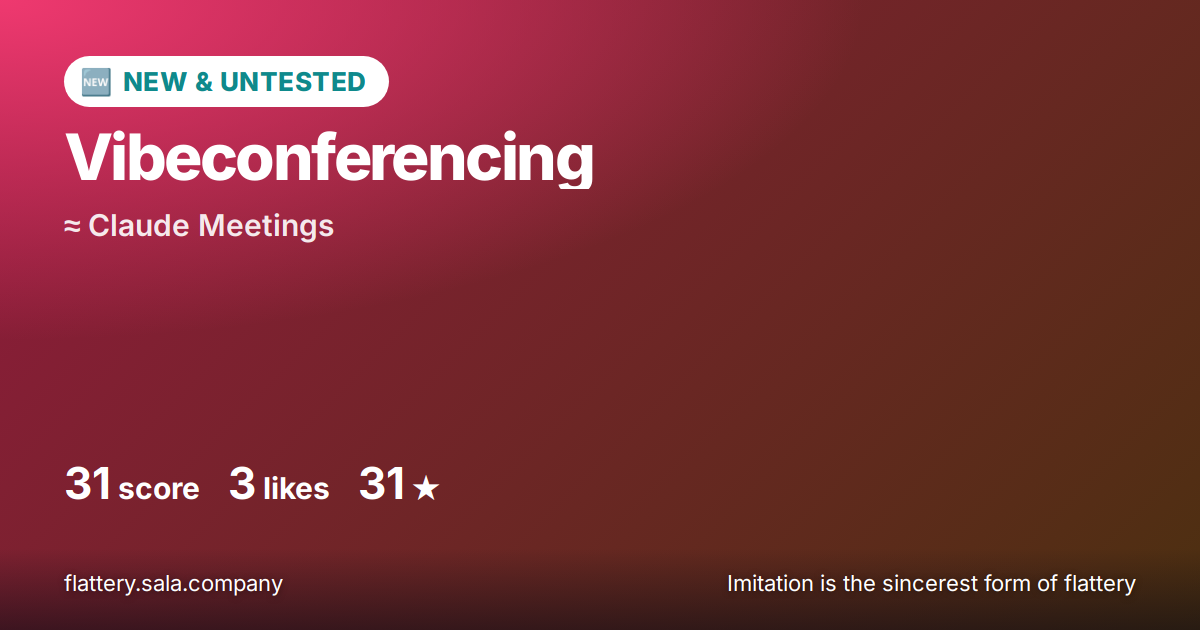 🆕 NEW & UNTESTED
Vibeconferencing
≈ Claude Meetings
31 score 3 likes 31 ★
flattery.sala.company
Imitation is the sincerest form of flattery